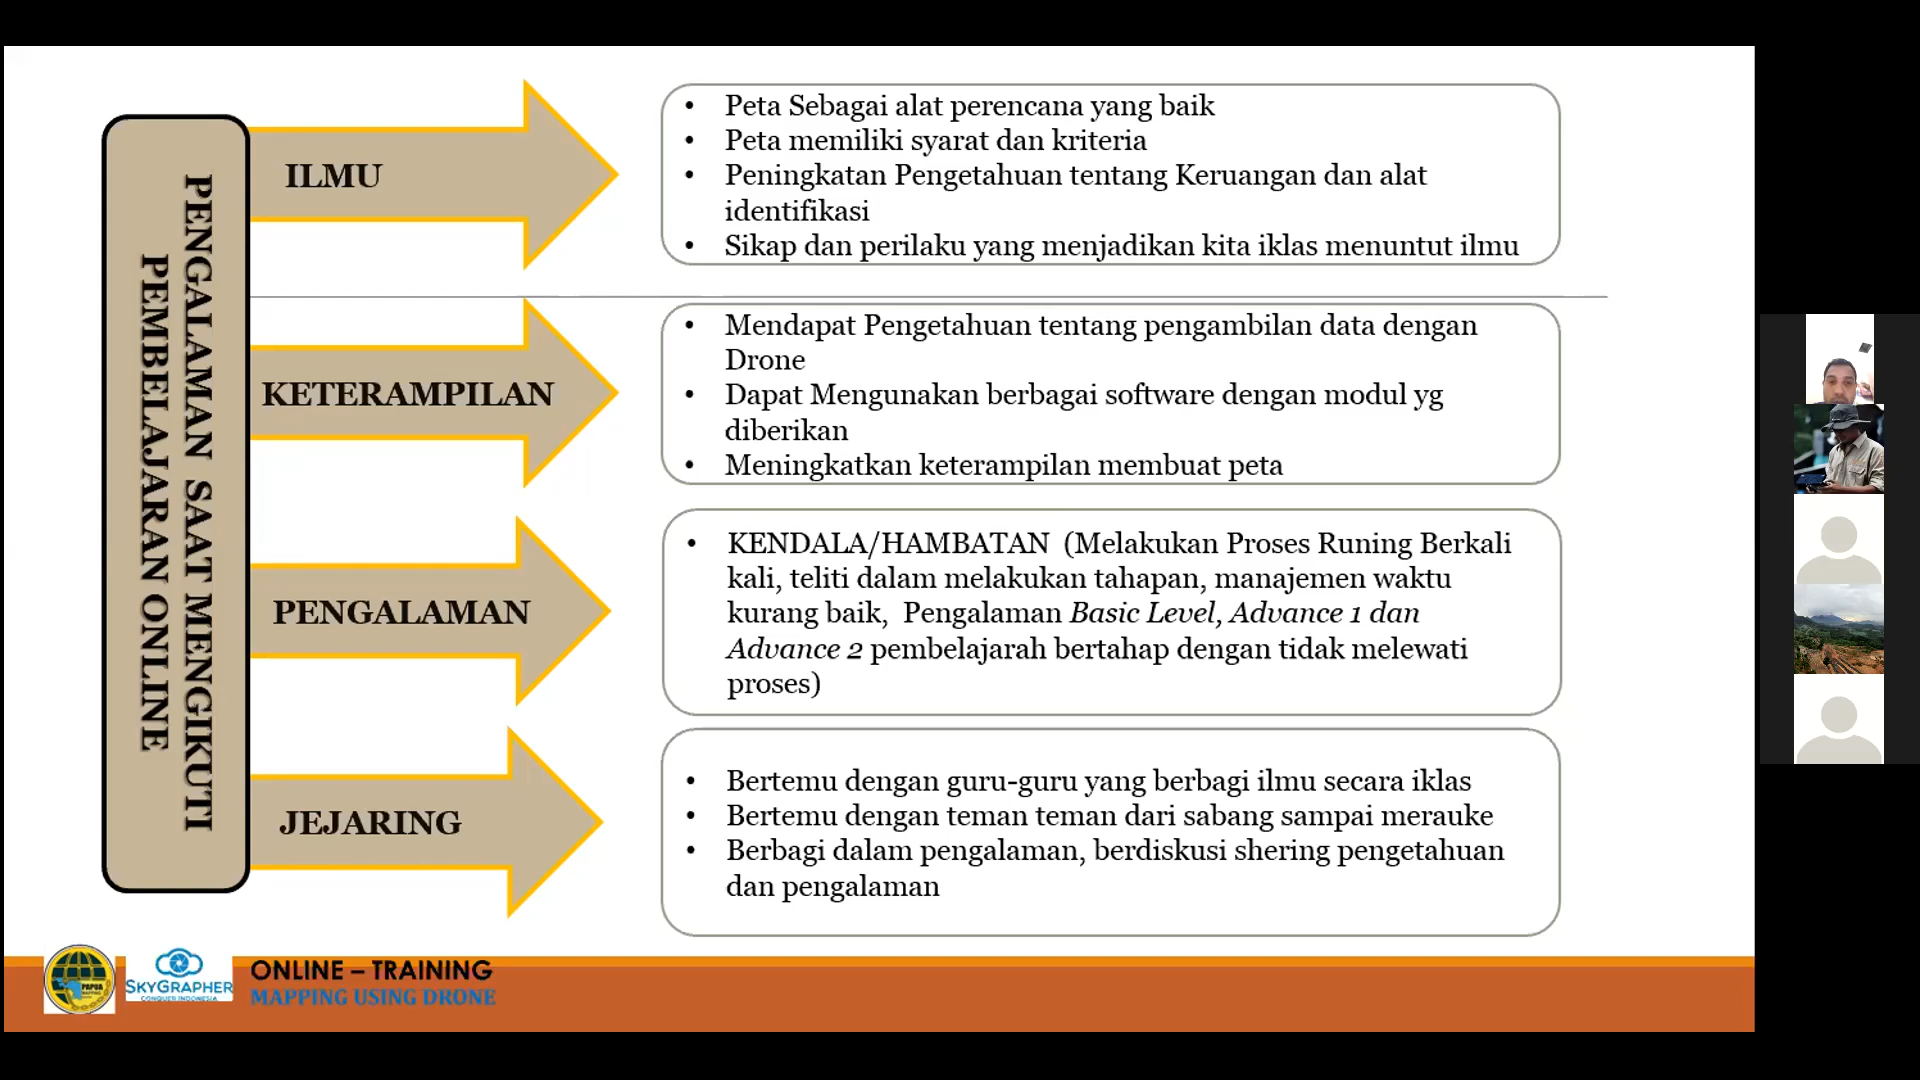 PENGALAMAN SAAT MENGIKUTI
PEMBELAJARAN ONLINE
ILMU
• Peta Sebagai alat perencana yang baik
• Peta memiliki syarat dan kriteria
• Peningkatan Pengetahuan tentang Keruangan dan alat
identifikasi
• Sikap dan perilaku yang menjadikan kita iklas menuntut ilmu
KETERAMPILAN
• Mendapat Pengetahuan tentang pengambilan data dengan
Drone
• Dapat Mengunakan berbagai software dengan modul yg
diberikan
• Meningkatkan keterampilan membuat peta
PENGALAMAN
• KENDALA/HAMBATAN (Melakukan Proses Runing Berkali
kali, teliti dalam melakukan tahapan, manajemen waktu
kurang baik, Pengalaman Basic Level, Advance 1 dan
Advance 2 pembelajarah bertahap dengan tidak melewati
proses)
JEJARING
• Bertemu dengan guru-guru yang berbagi ilmu secara iklas
• Bertemu dengan teman teman dari sabang sampai merauke
• Berbagi dalam pengalaman, berdiskusi shering pengetahuan
dan pengalaman
PAPUA
SKYGRAPHER
CONQUER INDONESIA
ONLINE – TRAINING
MAPPING USING DRONE